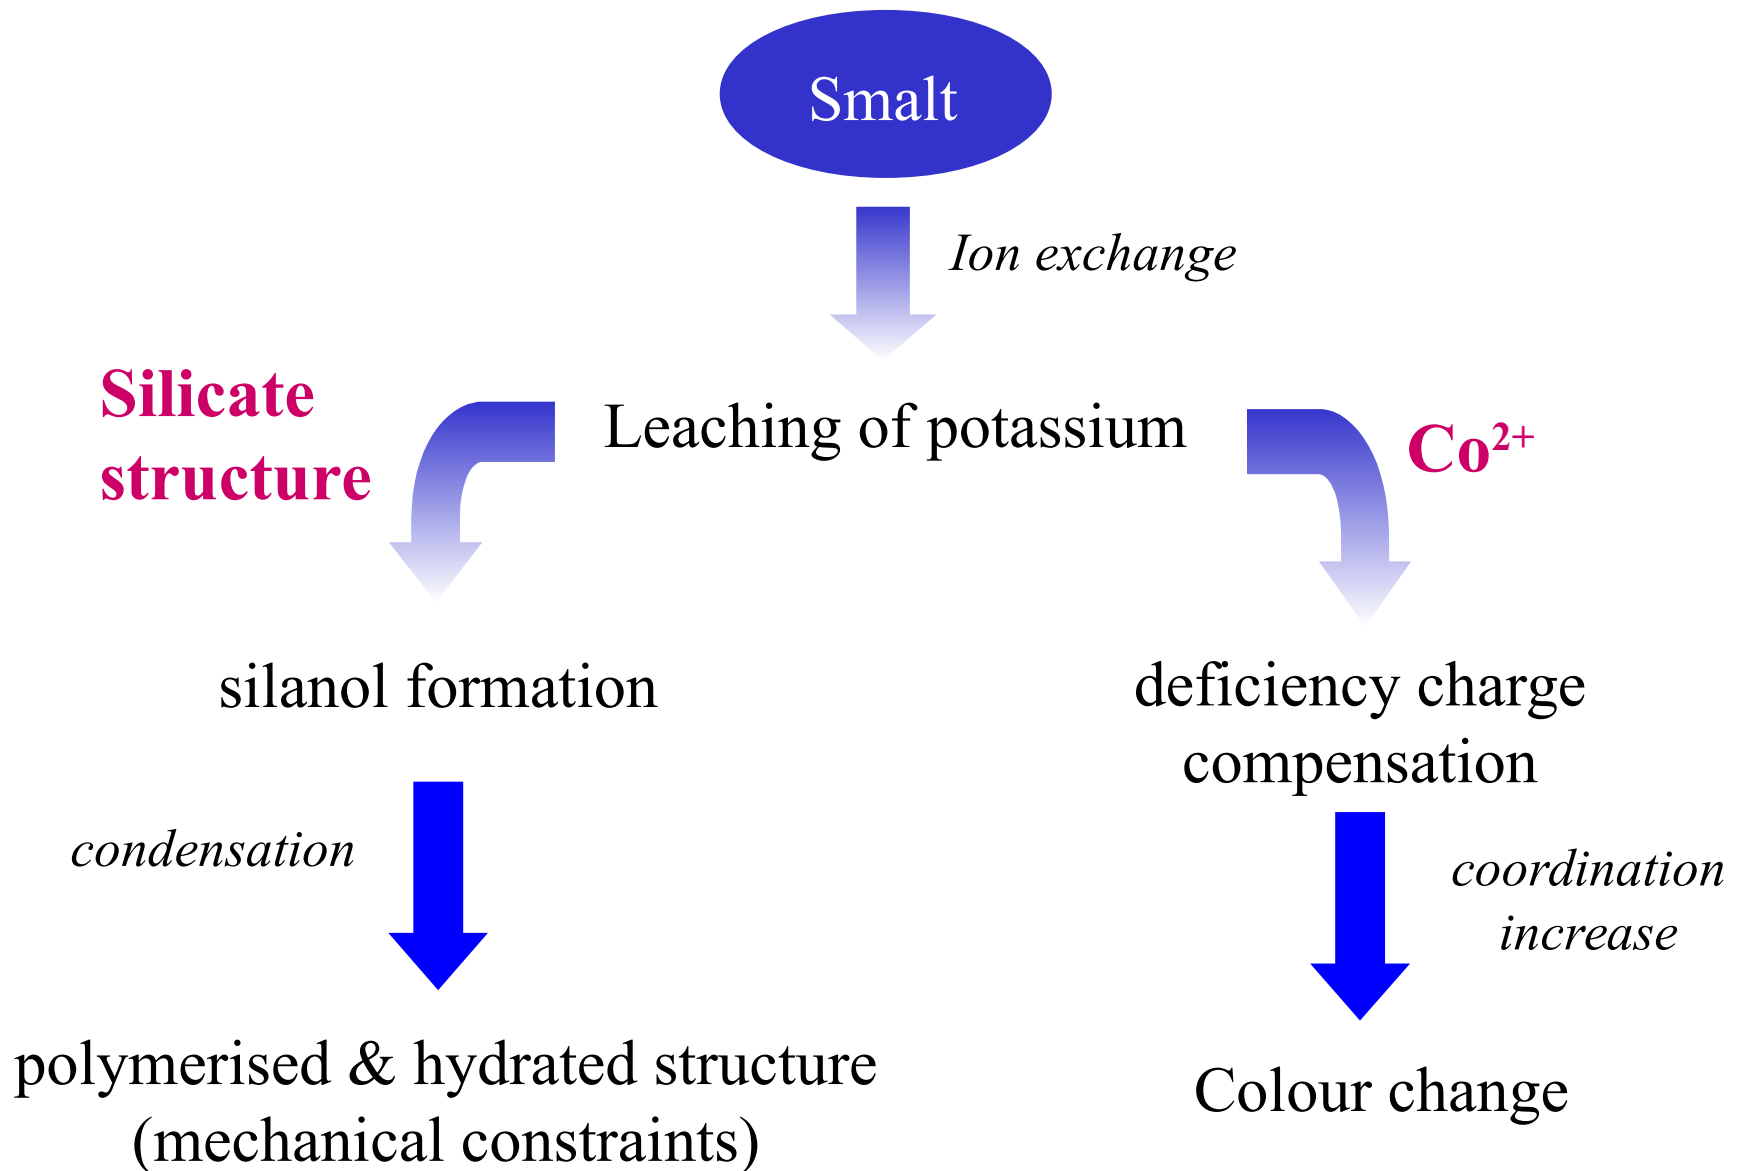 Smalt
Ion exchange
Silicate
structure
Leaching of potassium
Co²⁺
silanol formation
deficiency charge
compensation
condensation
coordination
increase
polymerised & hydrated structure
(mechanical constraints)
Colour change